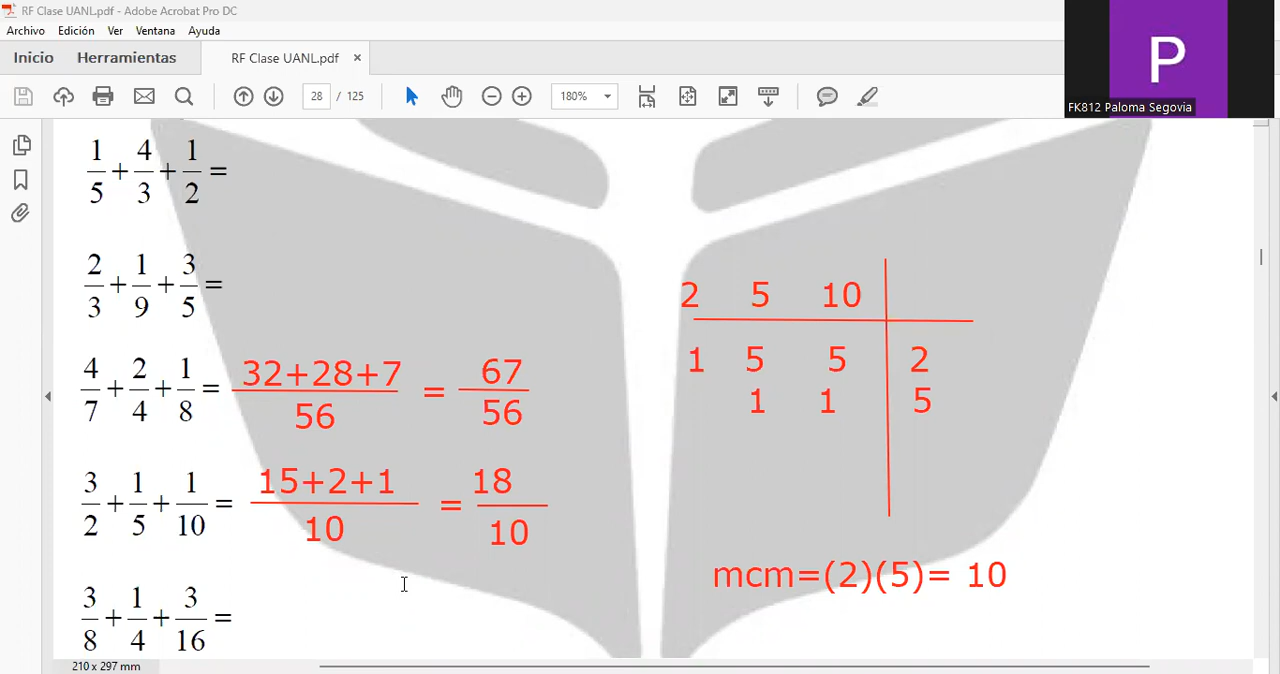 RF Clase UANL.pdf - Adobe Acrobat Pro DC
Archivo Edición Ver Ventana Ayuda
Inicio Herramientas RF Clase UANL.pdf ×
28 / 125 180%
P
FK812 Paloma Segovia
1/5 + 4/3 + 1/2 =
2/3 + 1/9 + 3/5 =
4/7 + 2/4 + 1/8 = 32+28+7/56 = 67/56
3/2 + 1/5 + 1/10 = 15+2+1/10 = 18/10
3/8 + 1/4 + 3/16 =
2 5 10
1 5 5 2
1 1 5
mcm=(2)(5)= 10
210 x 297 mm